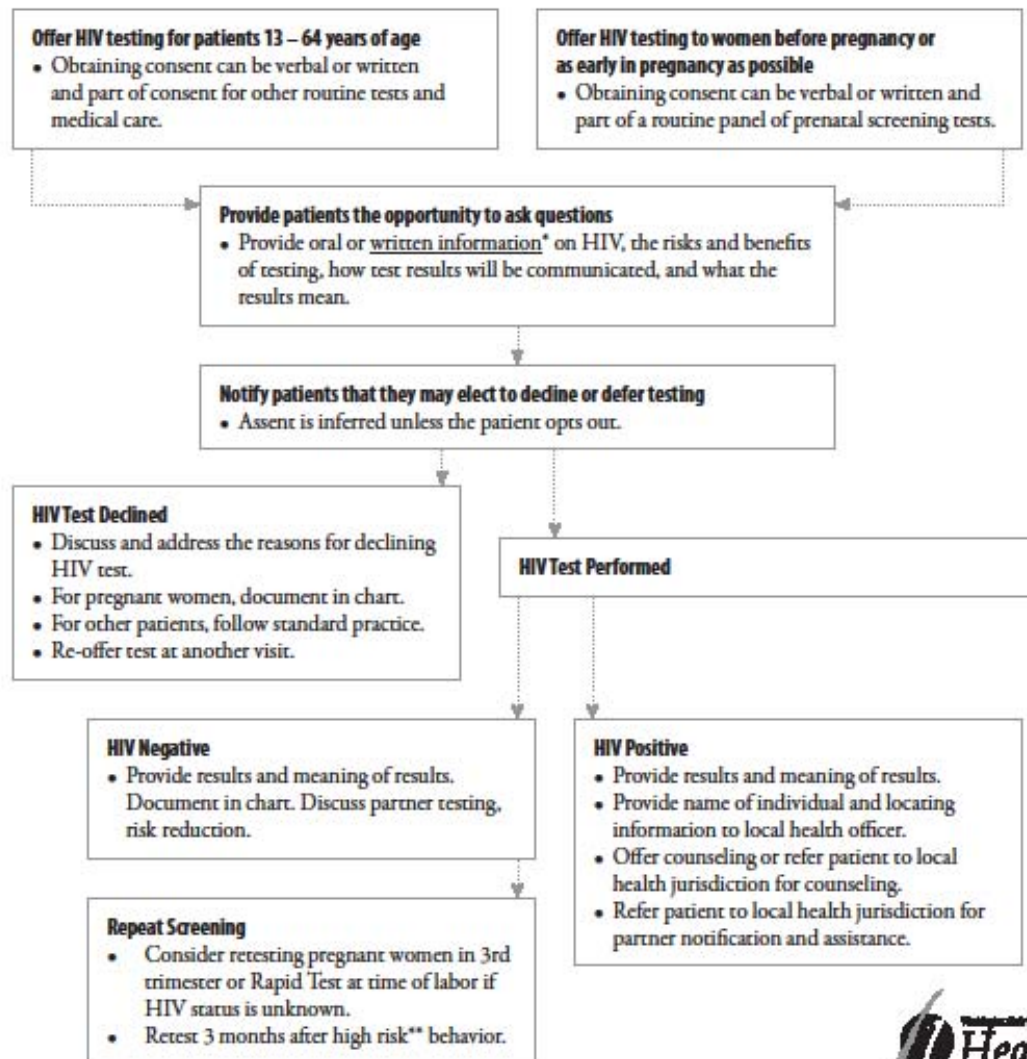 Offer HIV testing for patients 13 – 64 years of age
• Obtaining consent can be verbal or written
and part of consent for other routine tests and
medical care.
Offer HIV testing to women before pregnancy or
as early in pregnancy as possible
• Obtaining consent can be verbal or written and
part of a routine panel of prenatal screening tests.
Provide patients the opportunity to ask questions
• Provide oral or written information* on HIV, the risks and benefits
of testing, how test results will be communicated, and what the
results mean.
Notify patients that they may elect to decline or defer testing
• Assent is inferred unless the patient opts out.
HIV Test Declined
• Discuss and address the reasons for declining
HIV test.
• For pregnant women, document in chart.
• For other patients, follow standard practice.
• Re-offer test at another visit.
HIV Test Performed
HIV Negative
• Provide results and meaning of results.
Document in chart. Discuss partner testing,
risk reduction.
HIV Positive
• Provide results and meaning of results.
• Provide name of individual and locating
information to local health officer.
• Offer counseling or refer patient to local
health jurisdiction for counseling.
• Refer patient to local health jurisdiction for
partner notification and assistance.
Repeat Screening
• Consider retesting pregnant women in 3rd
trimester or Rapid Test at time of labor if
HIV status is unknown.
• Retest 3 months after high risk** behavior.